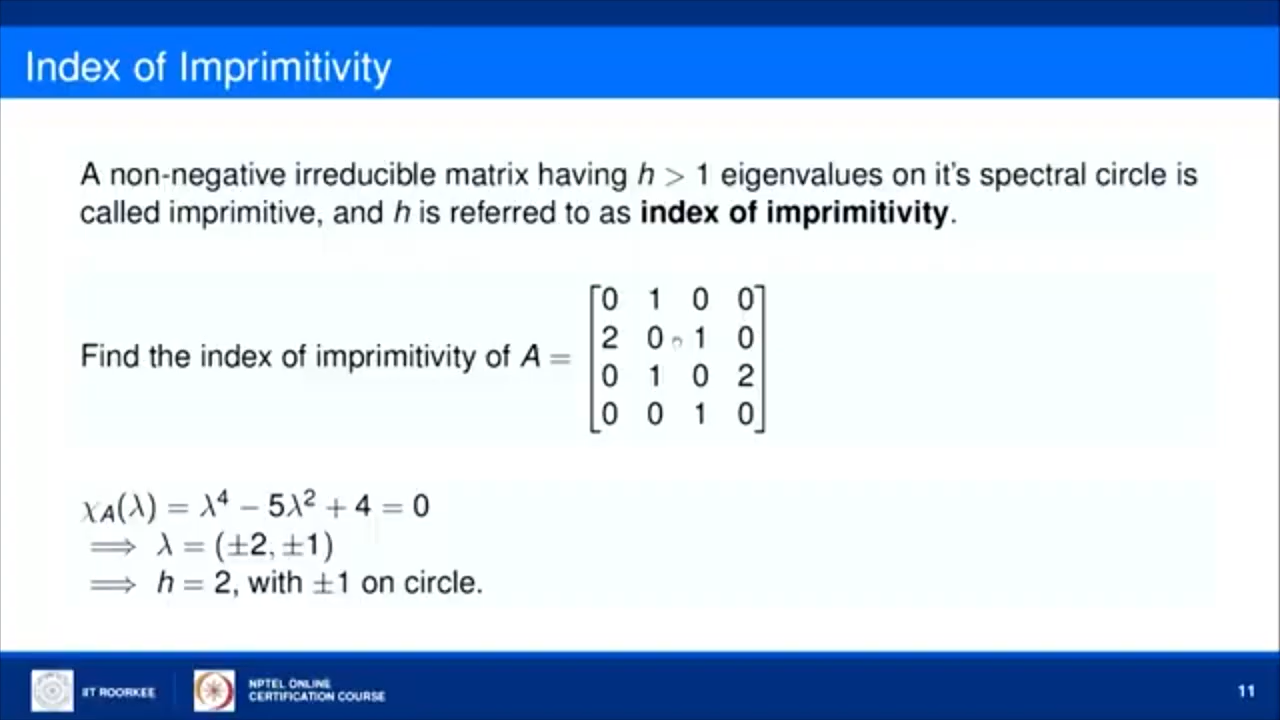 Index of Imprimitivity
A non-negative irreducible matrix having h > 1 eigenvalues on it's spectral circle is
called imprimitive, and h is referred to as index of imprimitivity.
Find the index of imprimitivity of A =
0 1 0 0
2 0 1 0
0 1 0 2
0 0 1 0
χA(λ) = λ⁴ − 5λ² + 4 = 0
⟹ λ = (±2, ±1)
⟹ h = 2, with ±1 on circle.
IIT ROORKEE
NPTEL ONLINE
CERTIFICATION COURSE
11